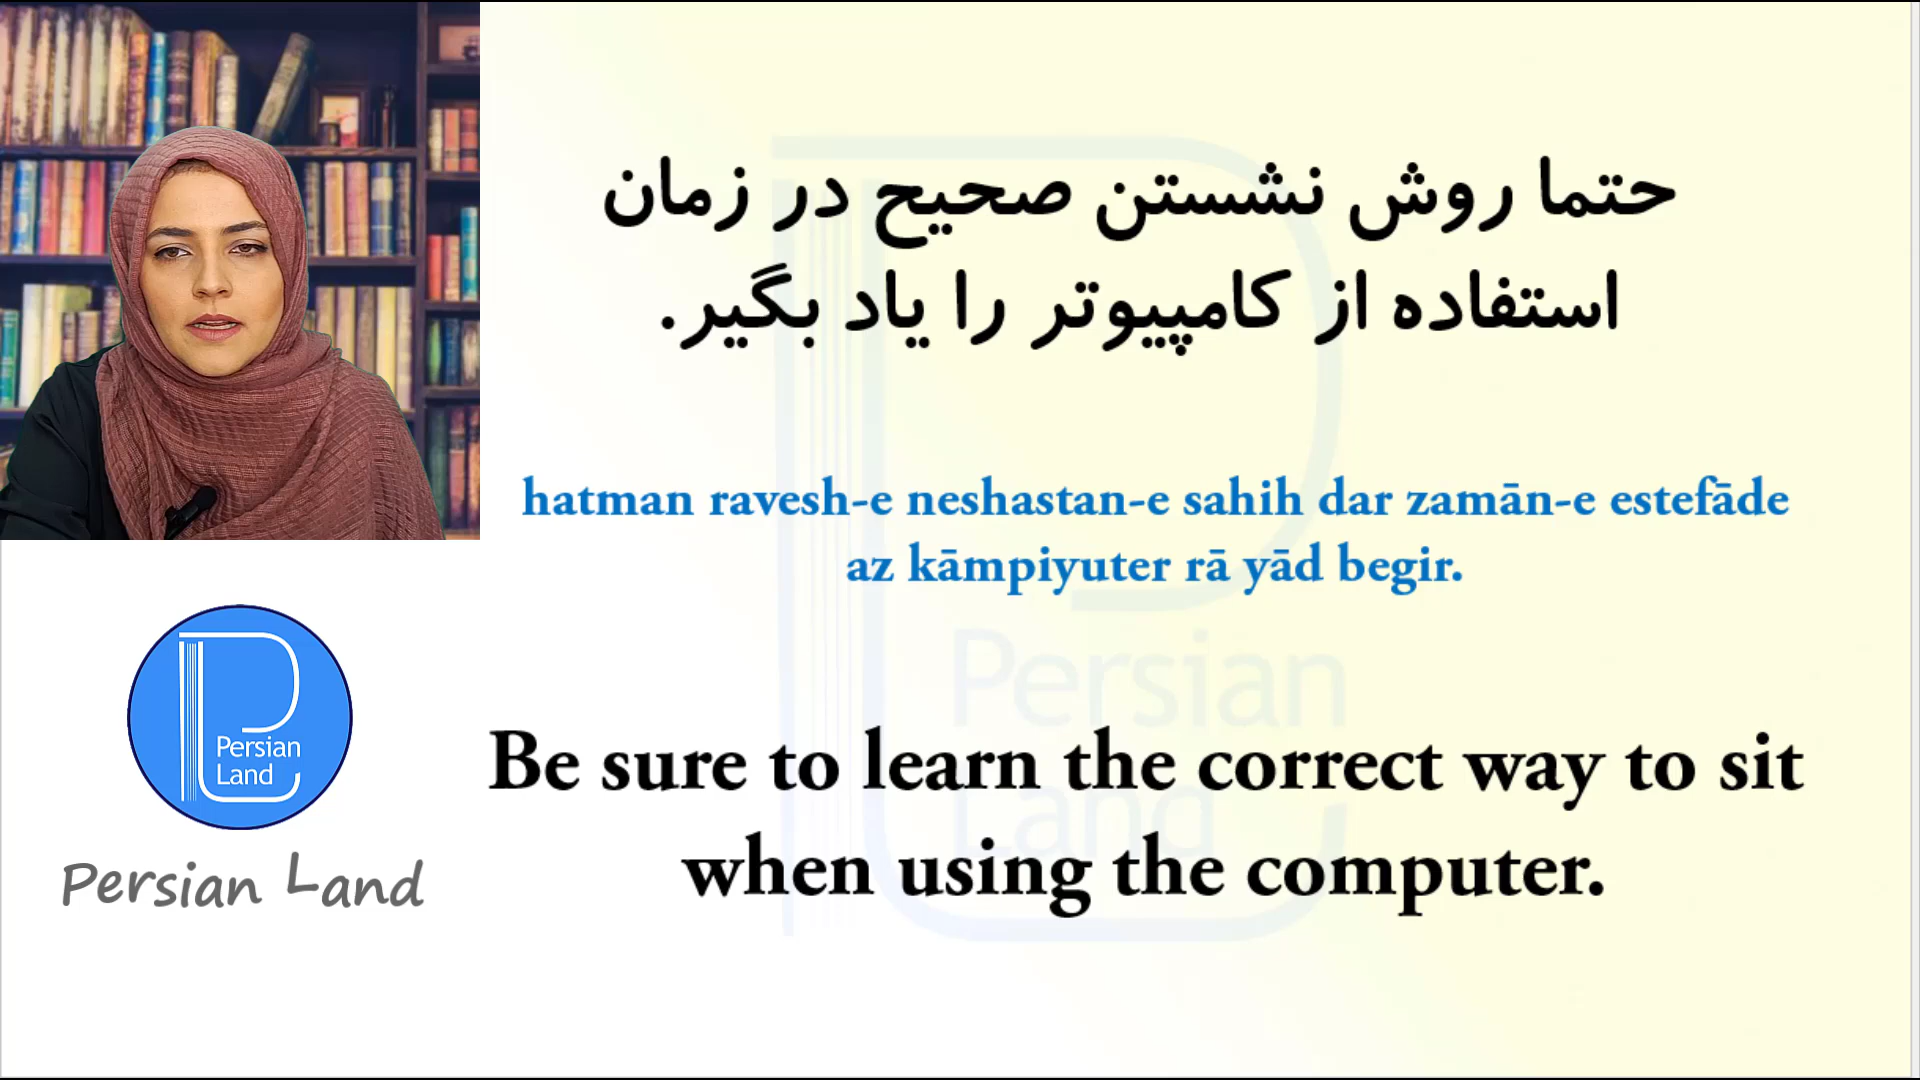 حتما روش نشستن صحیح در زمان
استفاده از کامپیوتر را یاد بگیر.
hatman ravesh-e neshastan-e sahih dar zamān-e estefāde
az kāmpiyuter rā yād begir.
Be sure to learn the correct way to sit
when using the computer.
Persian
Land
Persian Land
Persian
Land